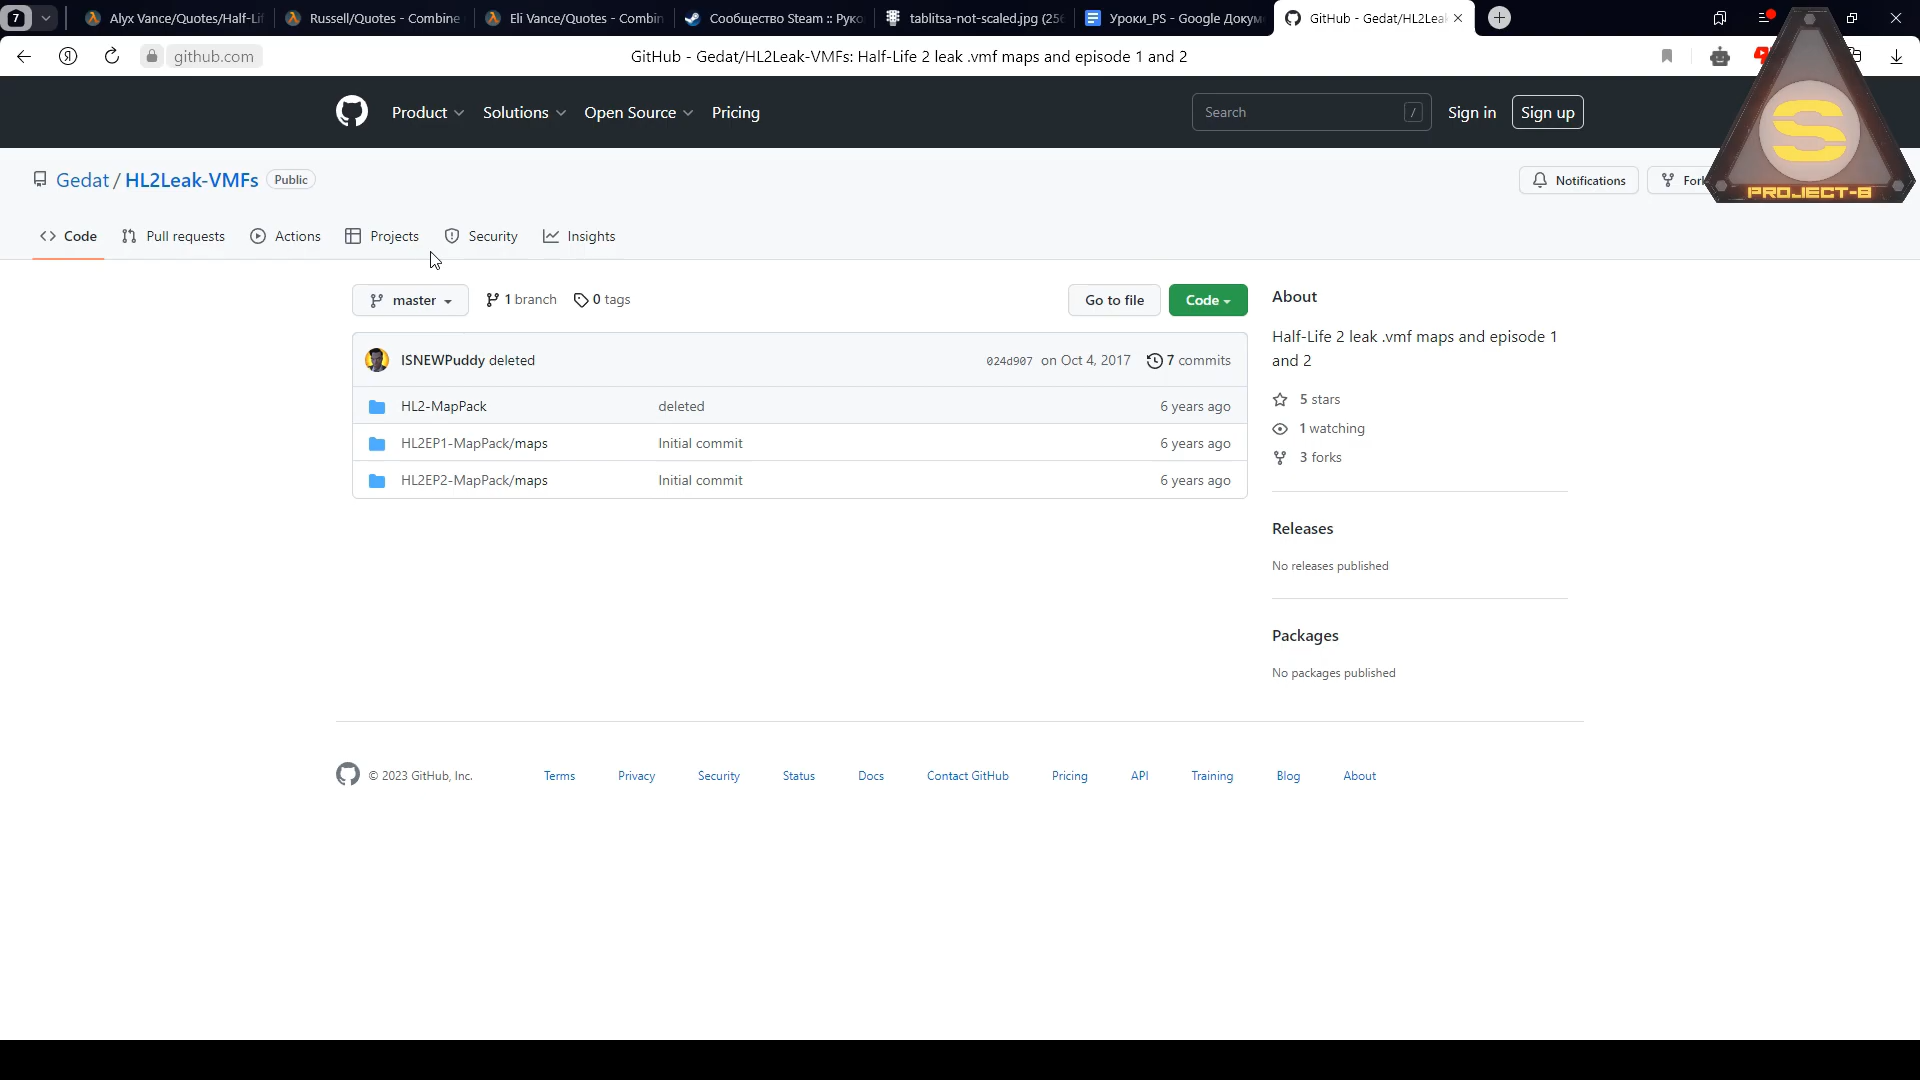 7 Alyx Vance/Quotes/Half-Li Russell/Quotes - Combine Eli Vance/Quotes - Combin Сообщество Steam :: Руко tablitsa-not-scaled.jpg (256 Уроки_PS - Google Докум GitHub - Gedat/HL2Leak
github.com GitHub - Gedat/HL2Leak-VMFs: Half-Life 2 leak .vmf maps and episode 1 and 2
Product Solutions Open Source Pricing Search / Sign in Sign up
S
PROJECT-8
Gedat / HL2Leak-VMFs Public Notifications Fork
Code Pull requests Actions Projects Security Insights
master 1 branch 0 tags Go to file Code
About
Half-Life 2 leak .vmf maps and episode 1
and 2
5 stars
1 watching
3 forks
ISNEWPuddy deleted 024d907 on Oct 4, 2017 7 commits
HL2-MapPack deleted 6 years ago
HL2EP1-MapPack/maps Initial commit 6 years ago
HL2EP2-MapPack/maps Initial commit 6 years ago
Releases
No releases published
Packages
No packages published
© 2023 GitHub, Inc. Terms Privacy Security Status Docs Contact GitHub Pricing API Training Blog About